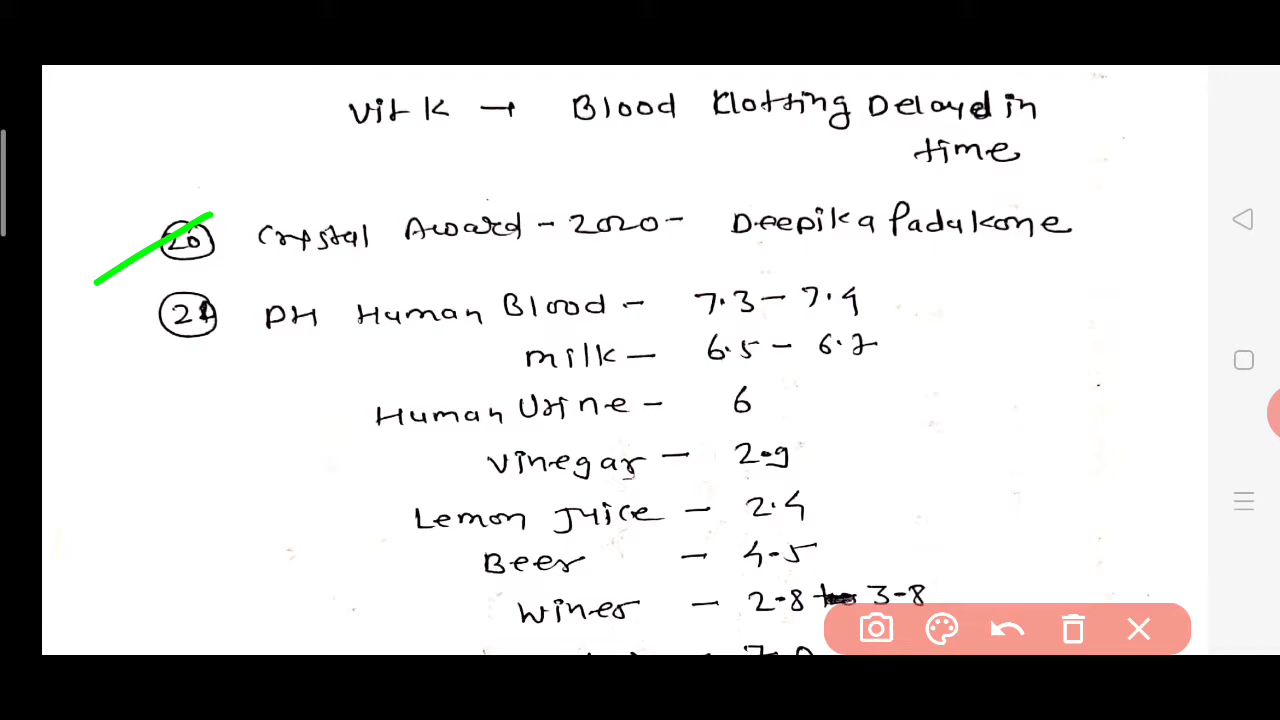 Vit K → Blood Clotting Delayed in
time
20 Crystal Award - 2020 - Deepika Padukone
21 PH Human Blood - 7.3 - 7.4
milk - 6.5 - 6.7
Human Urine - 6
Vinegar - 2.9
Lemon Juice - 2.4
Beer - 4.5
Wines - 2.8 to 3.8